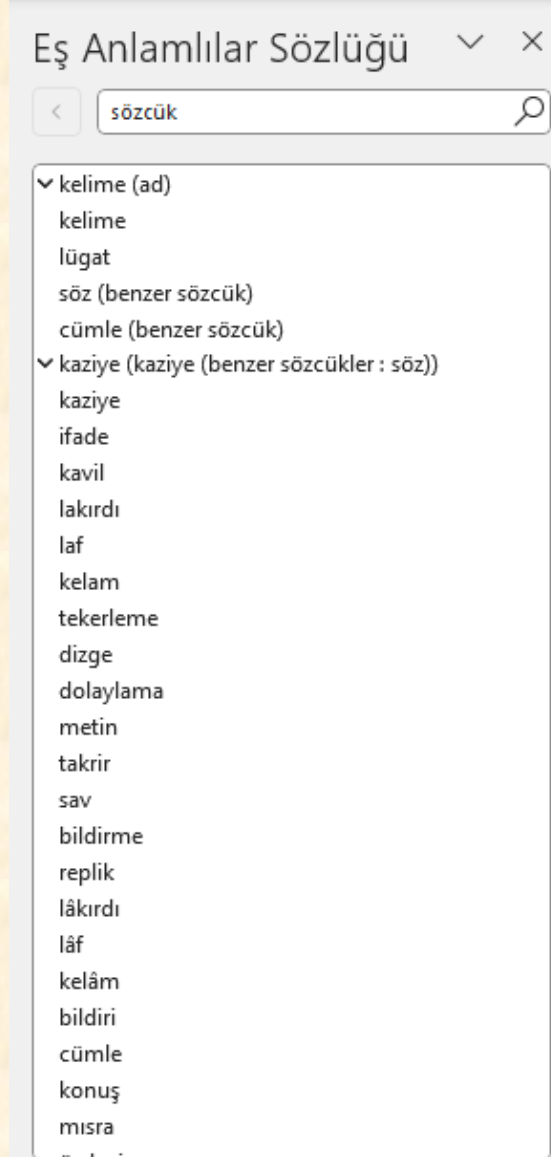 Eş Anlamlılar Sözlüğü
sözcük
kelime (ad)
kelime
lügat
söz (benzer sözcük)
cümle (benzer sözcük)
kaziye (kaziye (benzer sözcükler : söz))
kaziye
ifade
kavil
lakırdı
laf
kelam
tekerleme
dizge
dolaylama
metin
takrir
sav
bildirme
replik
lâkırdı
lâf
kelâm
bildiri
cümle
konuş
mısra